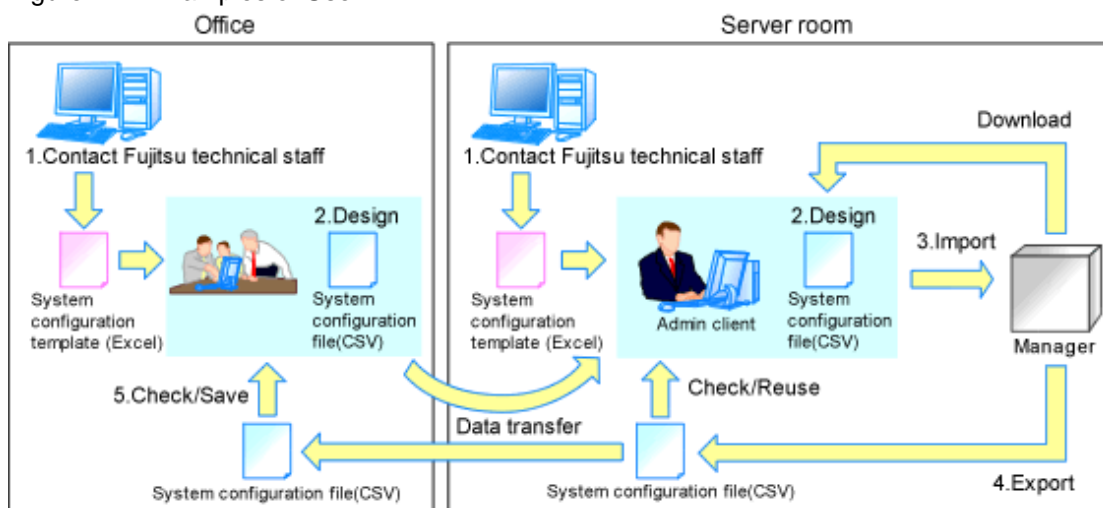 Office
Server room
1.Contact Fujitsu technical staff
2.Design
System
configuration
template (Excel)
System
configuration
file(CSV)
5.Check/Save
System configuration file(CSV)
Data transfer
1.Contact Fujitsu technical staff
Download
2.Design
3.Import
System
configuration
template (Excel)
Admin client
System
configuration
file(CSV)
Manager
Check/Reuse
System configuration file(CSV)
4.Export